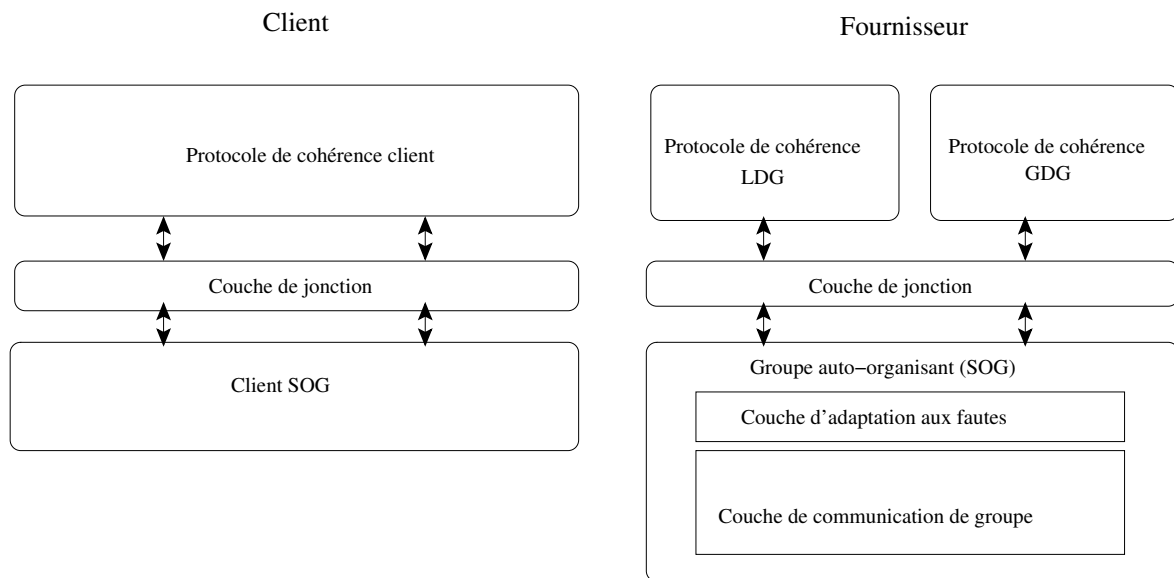 Client
Protocole de cohérence client
Couche de jonction
Client SOG
Fournisseur
Protocole de cohérence
LDG
Protocole de cohérence
GDG
Couche de jonction
Groupe auto−organisant (SOG)
Couche d'adaptation aux fautes
Couche de communication de groupe